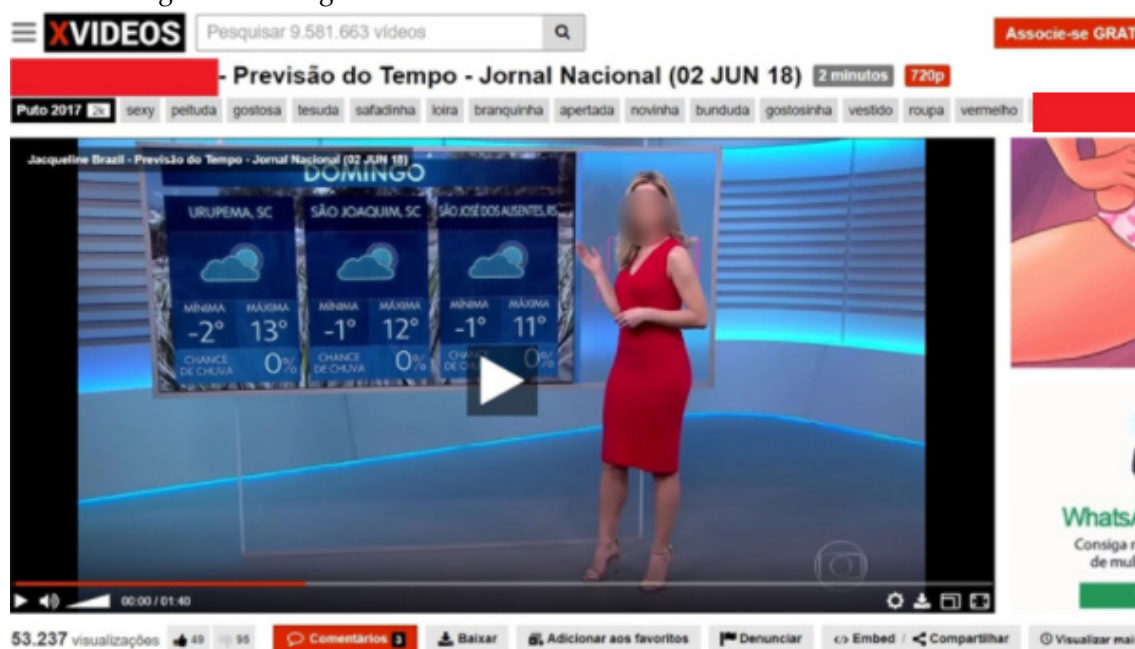 XVIDEOS Pesquisar 9.581.663 vídeos Associe-se GRAT
- Previsão do Tempo - Jornal Nacional (02 JUN 18) 2 minutos 720p
Puto 2017 2x sexy peituda gostosa tesuda safadinha loira branquinha apertada novinha bunduda gostosinha vestido roupa vermelho
Jacqueline Brazil - Previsão do Tempo - Jornal Nacional (02 JUN 18)
DOMINGO
URUPEMA, SC SÃO JOAQUIM, SC SÃO JOSÉ DOS AUSENTES, RS
MÍNIMA MÁXIMA MÍNIMA MÁXIMA MÍNIMA MÁXIMA
-2° 13° -1° 12° -1° 11°
CHANCE DE CHUVA 0% CHANCE DE CHUVA 0% 0%
WhatsA
Consiga
de mul
00:00 / 01:40
53.237 visualizações 49 95 Comentários 3 Baixar Adicionar aos favoritos Denunciar Embed / Compartilhar Visualizar mai